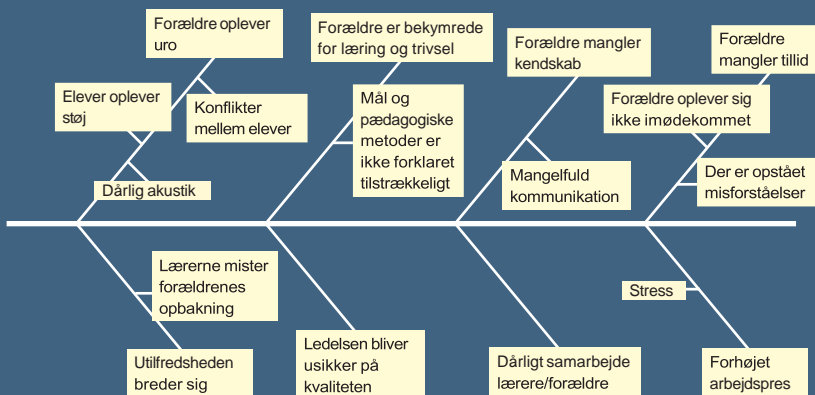 Forældre oplever
uro
Elever oplever
støj
Konflikter
mellem elever
Dårlig akustik
Forældre er bekymrede
for læring og trivsel
Mål og
pædagogiske
metoder er
ikke forklaret
tilstrækkeligt
Forældre mangler
kendskab
Mangelfuld
kommunikation
Forældre
mangler tillid
Forældre oplever sig
ikke imødekommet
Der er opstået
misforståelser
Lærerne mister
forældrenes
opbakning
Utilfredsheden
breder sig
Ledelsen bliver
usikker på
kvaliteten
Dårligt samarbejde
lærere/forældre
Stress
Forhøjet
arbejdspres